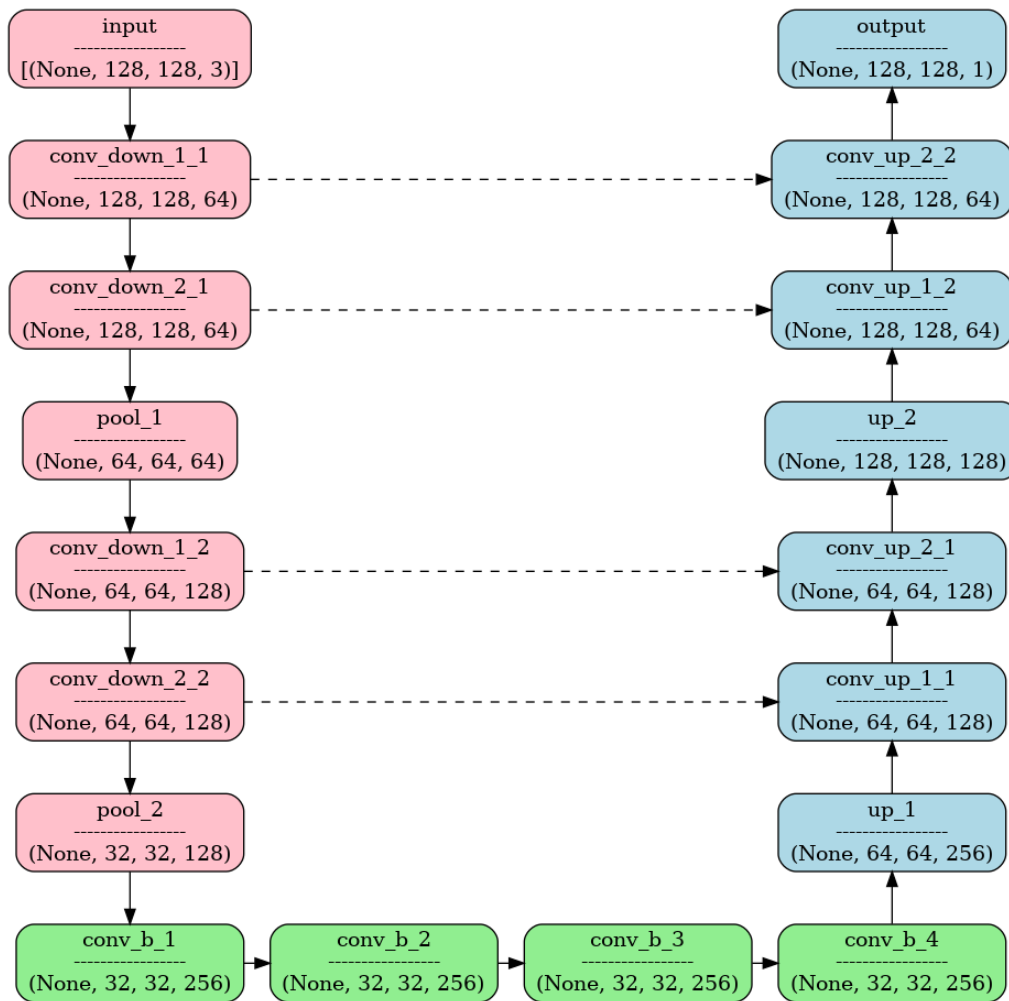 input
-----------------
[(None, 128, 128, 3)]
conv_down_1_1
-----------------
(None, 128, 128, 64)
conv_down_2_1
-----------------
(None, 128, 128, 64)
pool_1
-----------------
(None, 64, 64, 64)
conv_down_1_2
-----------------
(None, 64, 64, 128)
conv_down_2_2
-----------------
(None, 64, 64, 128)
pool_2
-----------------
(None, 32, 32, 128)
conv_b_1
-----------------
(None, 32, 32, 256)
conv_b_2
-----------------
(None, 32, 32, 256)
conv_b_3
-----------------
(None, 32, 32, 256)
conv_b_4
-----------------
(None, 32, 32, 256)
up_1
-----------------
(None, 64, 64, 256)
conv_up_1_1
-----------------
(None, 64, 64, 128)
conv_up_2_1
-----------------
(None, 64, 64, 128)
up_2
-----------------
(None, 128, 128, 128)
conv_up_1_2
-----------------
(None, 128, 128, 64)
conv_up_2_2
-----------------
(None, 128, 128, 64)
output
-----------------
(None, 128, 128, 1)